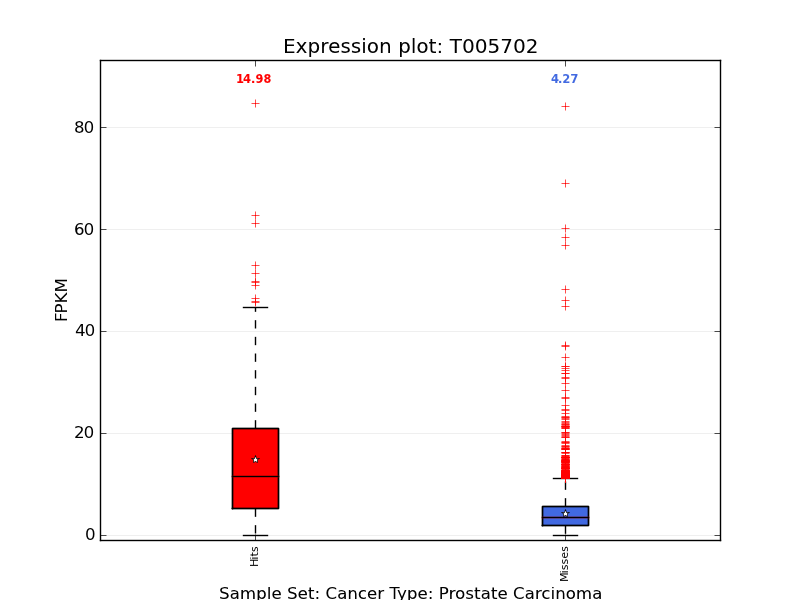 Expression plot: T005702
14.98
4.27
80
60
40
20
0
FPKM
Hits
Misses
Sample Set: Cancer Type: Prostate Carcinoma